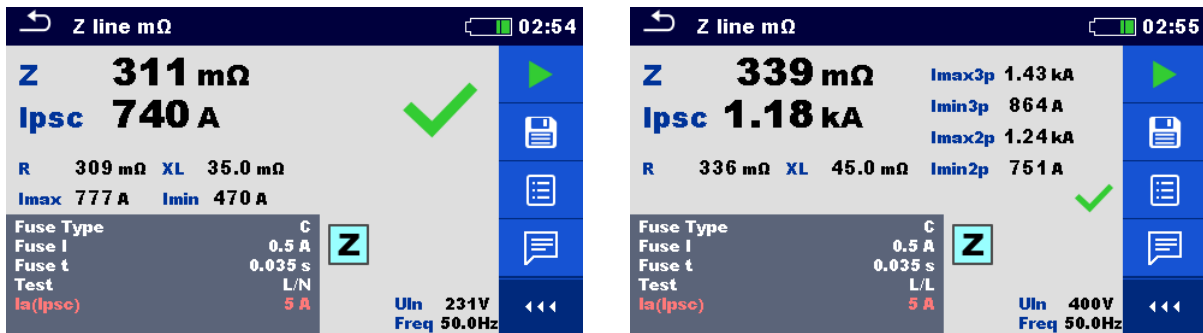 Z line mΩ 02:54
Z 311 mΩ
Ipsc 740 A
R 309 mΩ XL 35.0 mΩ
Imax 777 A Imin 470 A
Fuse Type C
Fuse I 0.5 A
Fuse t 0.035 s
Test L/N
Ia(Ipsc) 5 A
Z
Uln 231V
Freq 50.0Hz
Z line mΩ 02:55
Z 339 mΩ
Ipsc 1.18 kA
Imax3p 1.43 kA
Imin3p 864 A
Imax2p 1.24 kA
R 336 mΩ XL 45.0 mΩ Imin2p 751 A
Fuse Type C
Fuse I 0.5 A
Fuse t 0.035 s
Test L/L
Ia(Ipsc) 5 A
Z
Uln 400V
Freq 50.0Hz